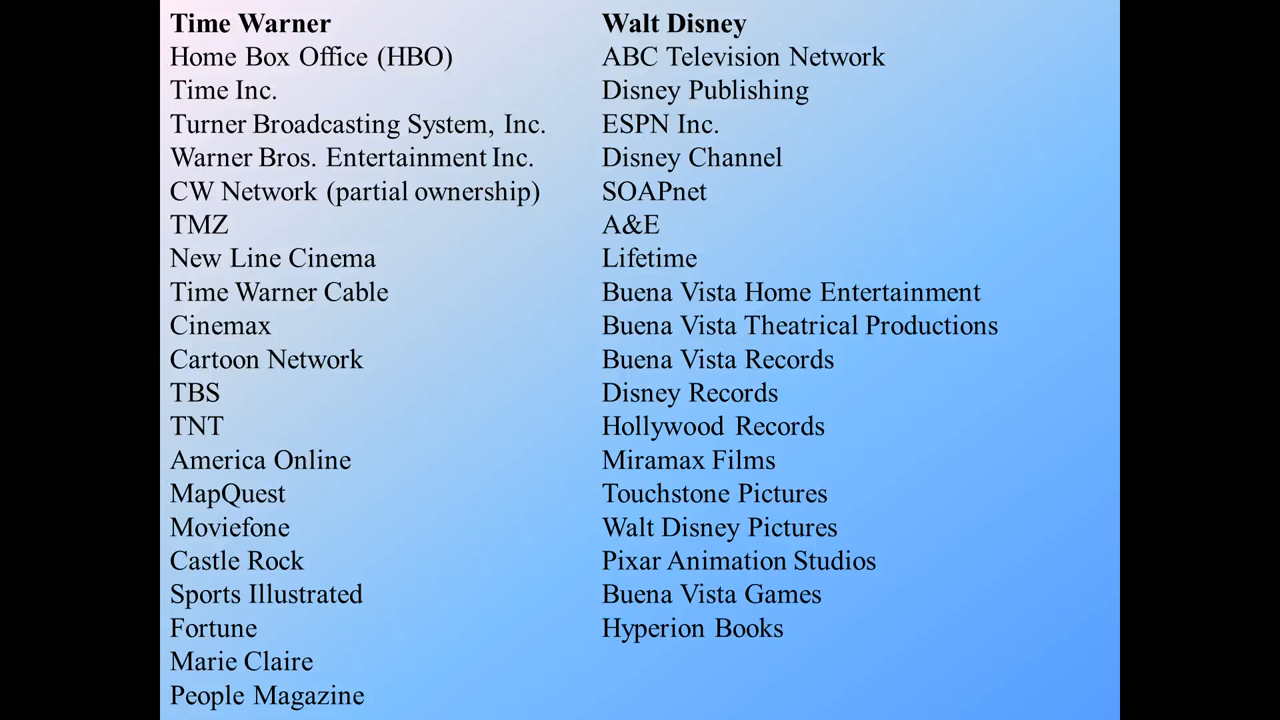 Time Warner
Home Box Office (HBO)
Time Inc.
Turner Broadcasting System, Inc.
Warner Bros. Entertainment Inc.
CW Network (partial ownership)
TMZ
New Line Cinema
Time Warner Cable
Cinemax
Cartoon Network
TBS
TNT
America Online
MapQuest
Moviefone
Castle Rock
Sports Illustrated
Fortune
Marie Claire
People Magazine
Walt Disney
ABC Television Network
Disney Publishing
ESPN Inc.
Disney Channel
SOAPnet
A&E
Lifetime
Buena Vista Home Entertainment
Buena Vista Theatrical Productions
Buena Vista Records
Disney Records
Hollywood Records
Miramax Films
Touchstone Pictures
Walt Disney Pictures
Pixar Animation Studios
Buena Vista Games
Hyperion Books